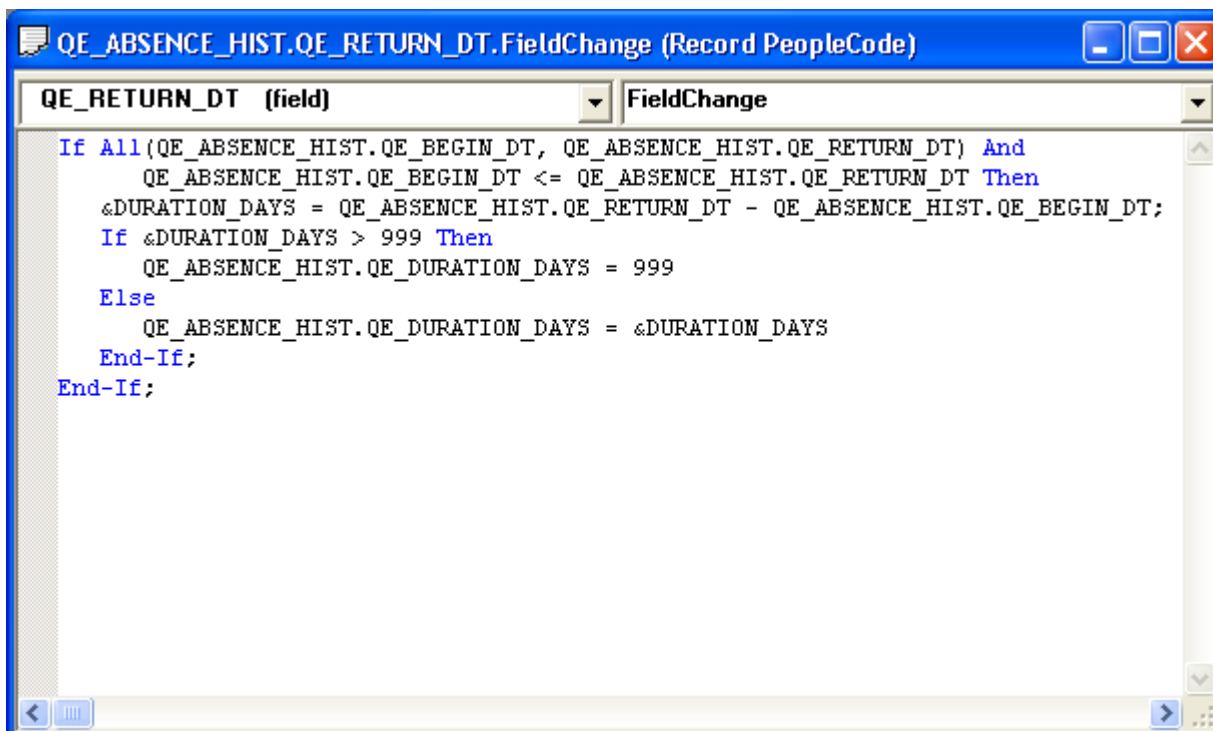 QE_ABSENCE_HIST.QE_RETURN_DT.FieldChange (Record PeopleCode)
QE_RETURN_DT (field) FieldChange
If All(QE_ABSENCE_HIST.QE_BEGIN_DT, QE_ABSENCE_HIST.QE_RETURN_DT) And
QE_ABSENCE_HIST.QE_BEGIN_DT <= QE_ABSENCE_HIST.QE_RETURN_DT Then
&DURATION_DAYS = QE_ABSENCE_HIST.QE_RETURN_DT - QE_ABSENCE_HIST.QE_BEGIN_DT;
If &DURATION_DAYS > 999 Then
QE_ABSENCE_HIST.QE_DURATION_DAYS = 999
Else
QE_ABSENCE_HIST.QE_DURATION_DAYS = &DURATION_DAYS
End-If;
End-If;